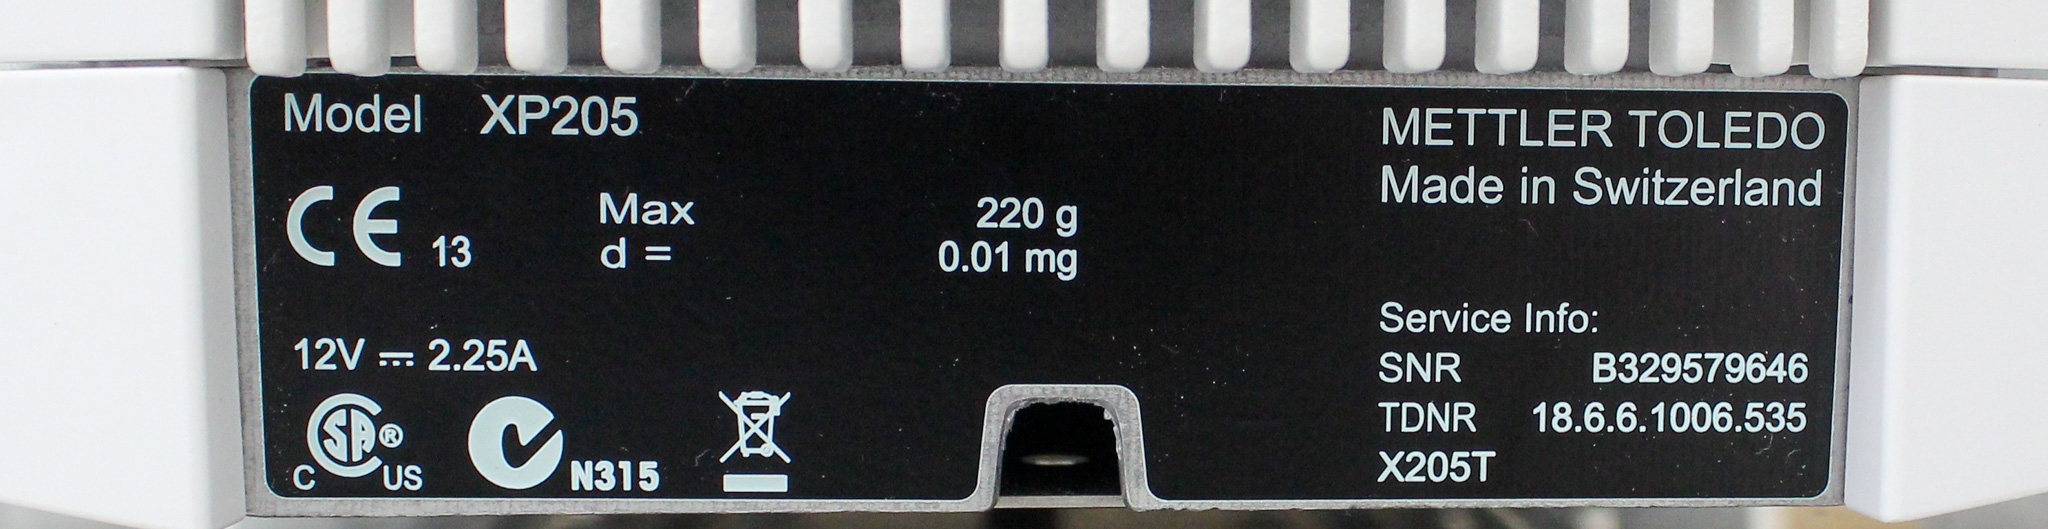 Model XP205
METTLER TOLEDO
Made in Switzerland
CE 13
Max 220 g
d = 0.01 mg
12V ⎓ 2.25A
Service Info:
SNR B329579646
TDNR 18.6.6.1006.535
X205T
C SA® US
N315